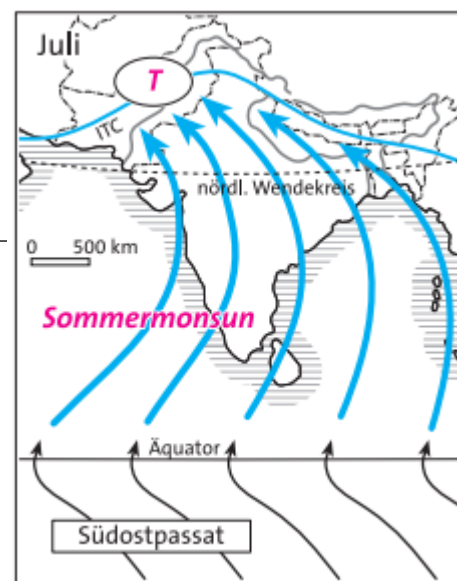 Juli
T
ITC
nördl. Wendekreis
0 500 km
Sommermonsun
Äquator
Südostpassat